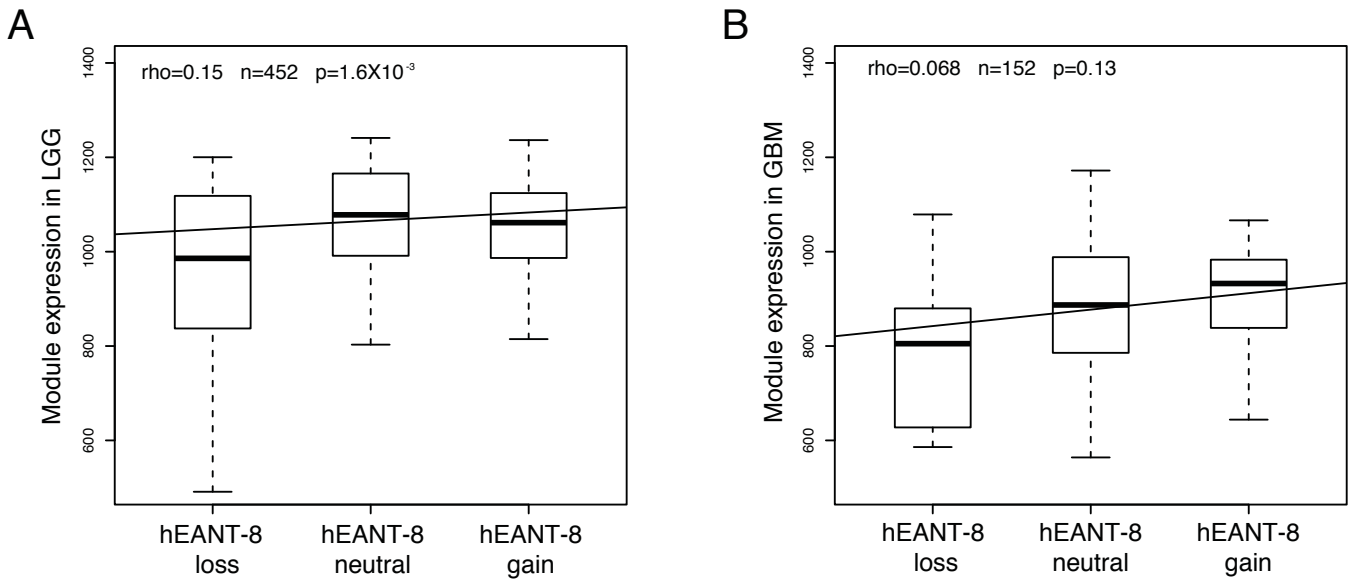 A
rho=0.15 n=452 p=1.6X10⁻³
Module expression in LGG
1400
1200
1000
800
600
hEANT-8 loss
hEANT-8 neutral
hEANT-8 gain
B
rho=0.068 n=152 p=0.13
Module expression in GBM
1400
1200
1000
800
600
hEANT-8 loss
hEANT-8 neutral
hEANT-8 gain